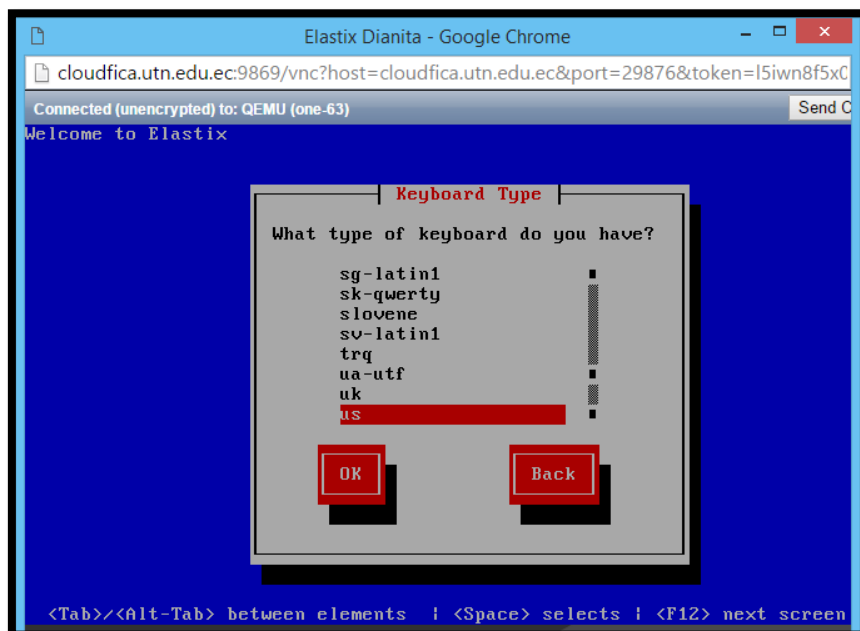 Elastix Dianita - Google Chrome
cloudfica.utn.edu.ec:9869/vnc?host=cloudfica.utn.edu.ec&port=29876&token=l5iwn8f5x0
Connected (unencrypted) to: QEMU (one-63)
Send C
Welcome to Elastix
Keyboard Type
What type of keyboard do you have?
sg-latin1
sk-qwerty
slovene
sv-latin1
trq
ua-utf
uk
us
OK Back
<Tab>/<Alt-Tab> between elements | <Space> selects | <F12> next screen